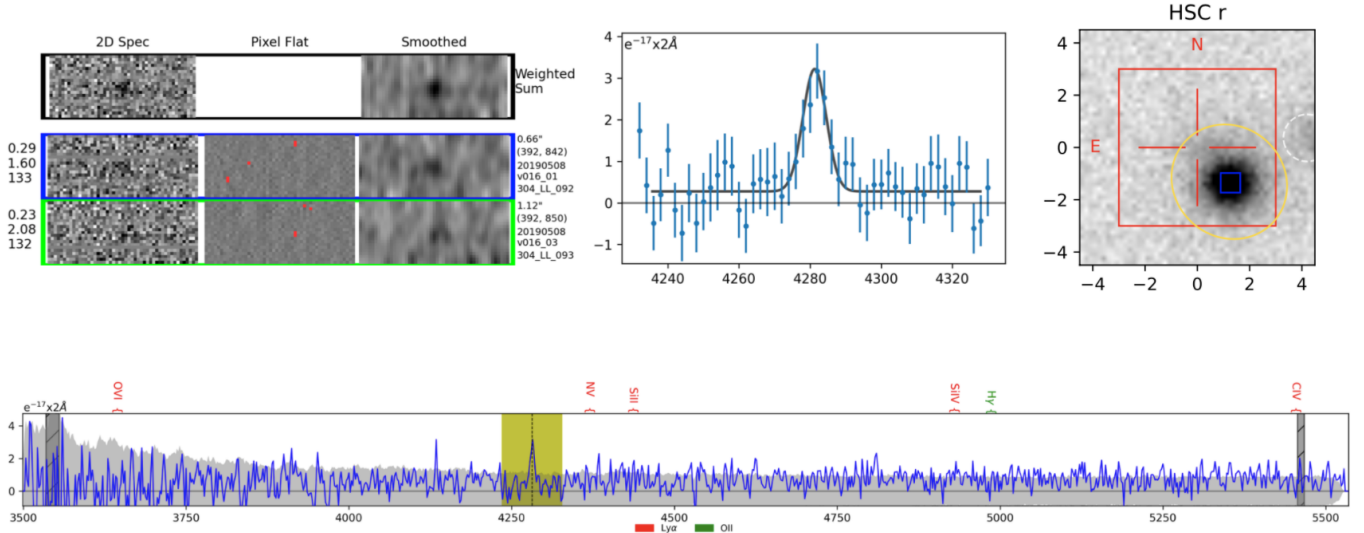 2D Spec Pixel Flat Smoothed
Weighted
Sum
0.29
1.60
133
0.66"
(392, 842)
20190508
v016_01
304_LL_092
0.23
2.08
132
1.12"
(392, 850)
20190508
v016_03
304_LL_093
e⁻¹⁷x2Å
4
3
2
1
0
−1
4240 4260 4280 4300 4320
HSC r
N
E
4
2
0
−2
−4
−4 −2 0 2 4
OVI {
NV {
SiII {
SiIV {
Hγ {
CIV {
e⁻¹⁷x2Å
4
2
0
3500 3750 4000 4250 4500 4750 5000 5250 5500
Lyα OII